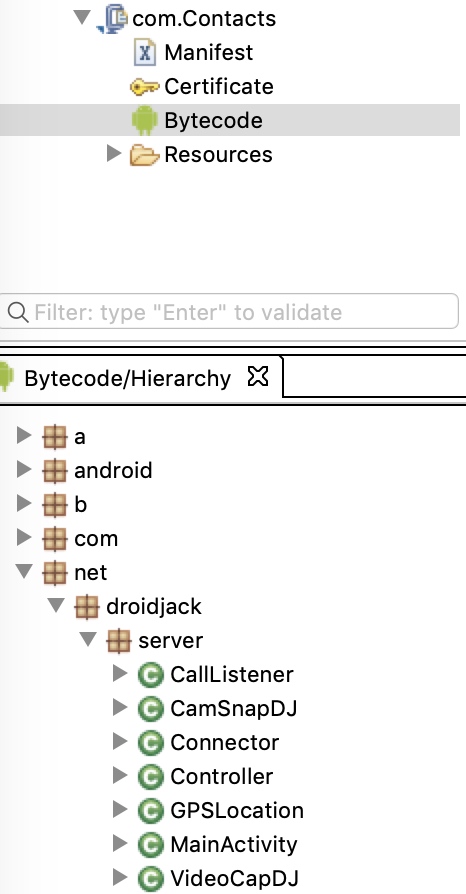 com.Contacts
Manifest
Certificate
Bytecode
Resources
Filter: type "Enter" to validate
Bytecode/Hierarchy
a
android
b
com
net
droidjack
server
CallListener
CamSnapDJ
Connector
Controller
GPSLocation
MainActivity
VideoCapDJ